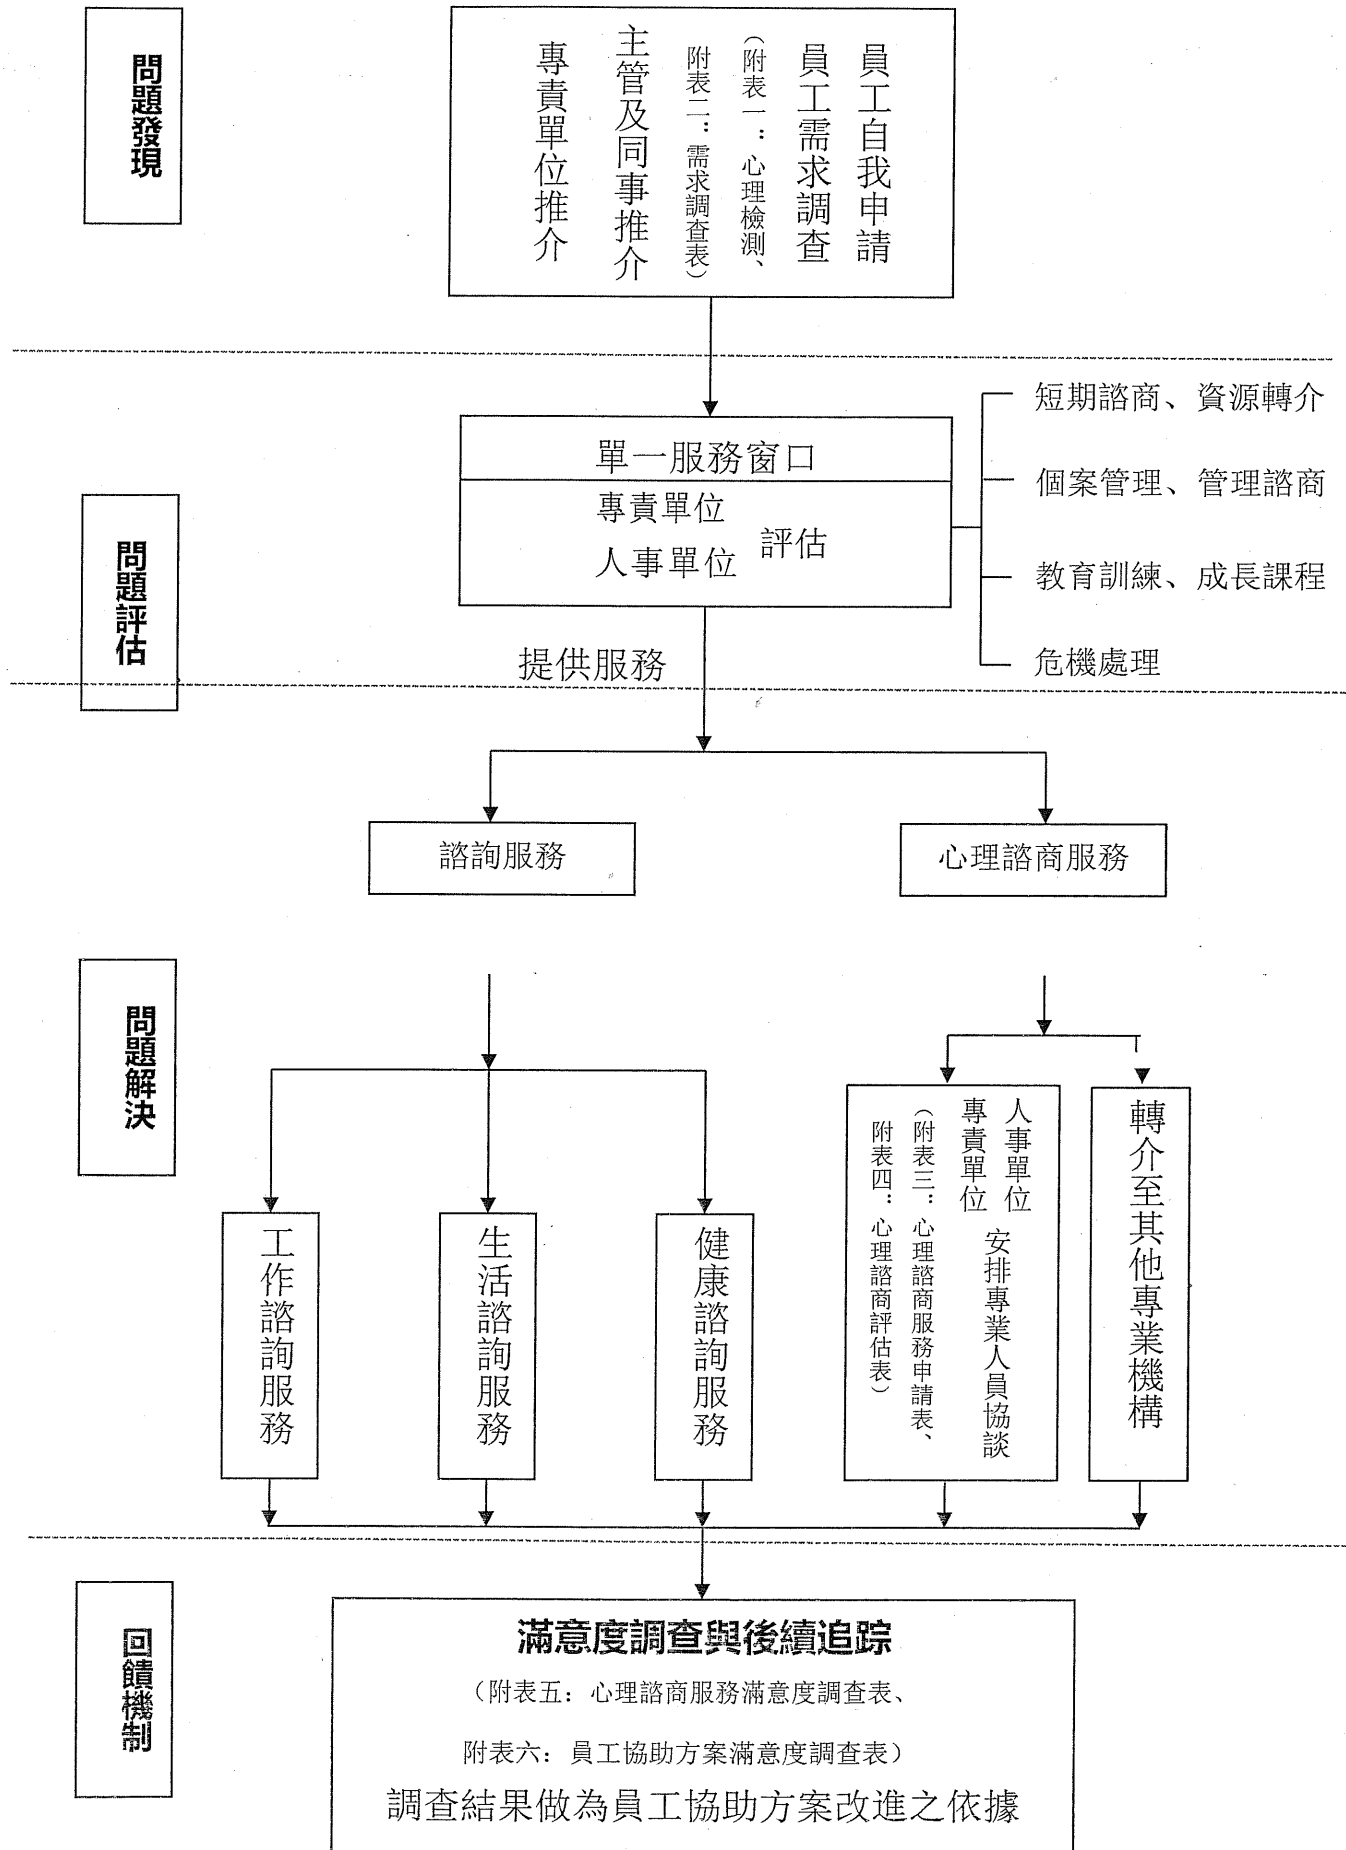 問題發現
員工自我申請
員工需求調查
（附表一：心理檢測、
附表二：需求調查表）
主管及同事推介
專責單位推介
問題評估
單一服務窗口
專責單位
人事單位
評估
短期諮商、資源轉介
個案管理、管理諮商
教育訓練、成長課程
危機處理
提供服務
諮詢服務
心理諮商服務
問題解決
工作諮詢服務
生活諮詢服務
健康諮詢服務
人事單位
專責單位
安排專業人員協談
（附表三：心理諮商服務申請表、
附表四：心理諮商評估表）
轉介至其他專業機構
回饋機制
滿意度調查與後續追踪
（附表五：心理諮商服務滿意度調查表、
附表六：員工協助方案滿意度調查表）
調查結果做為員工協助方案改進之依據